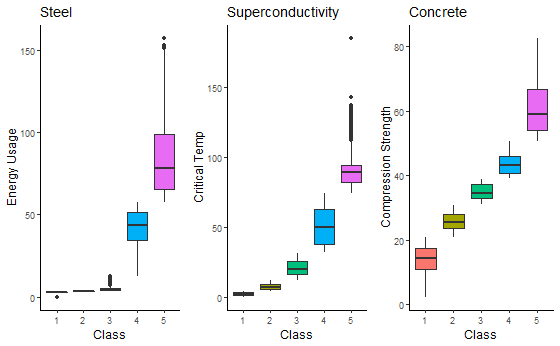 Steel
Energy Usage
0
50
100
150
1 2 3 4 5
Class
Superconductivity
Critical Temp
0
50
100
150
1 2 3 4 5
Class
Concrete
Compression Strength
0
20
40
60
80
1 2 3 4 5
Class